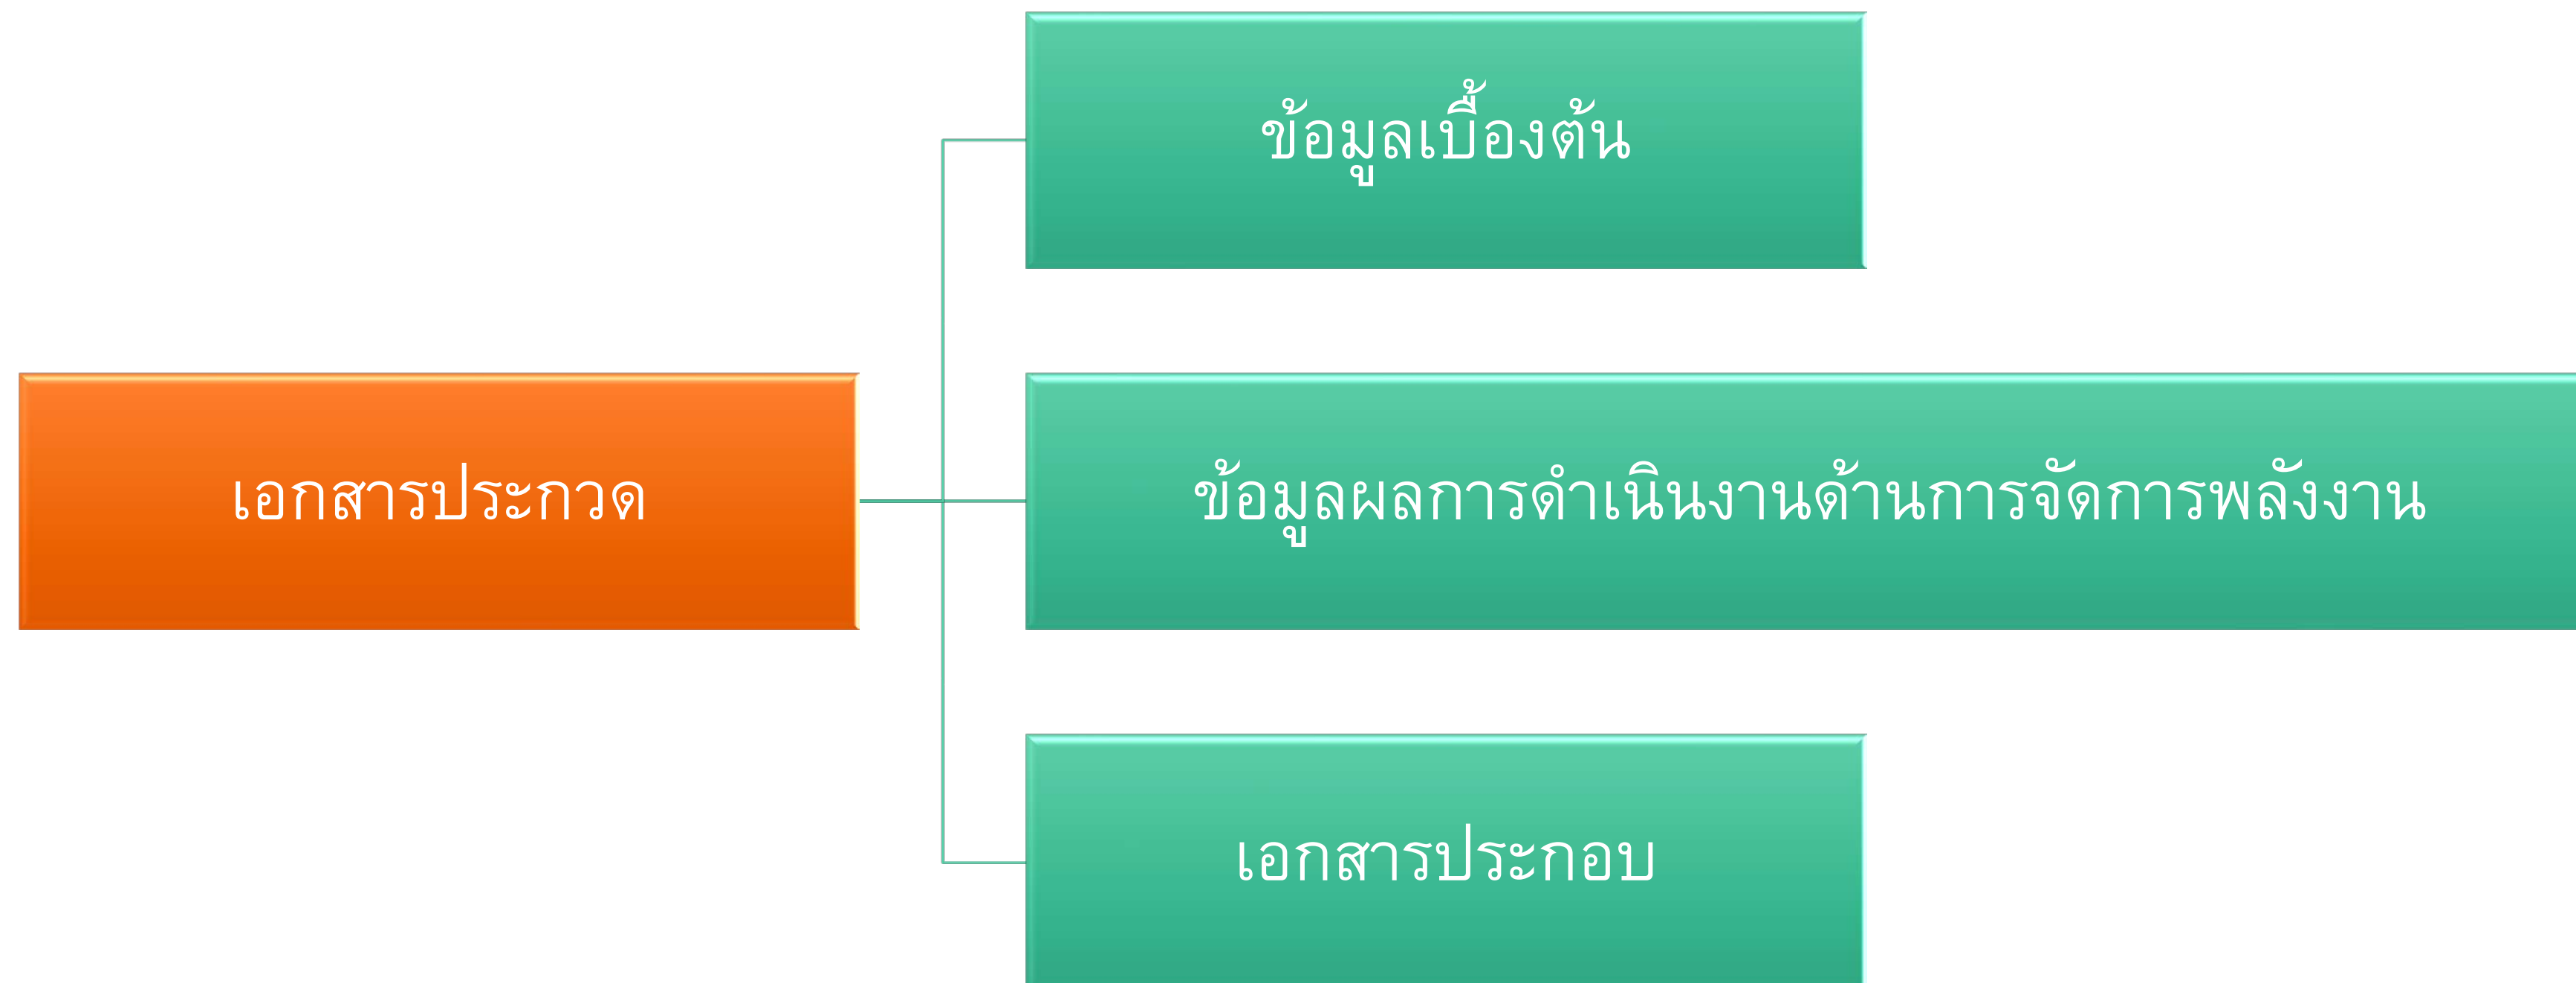 ข้อมูลเบื้องต้น
เอกสารประกวด
ข้อมูลผลการดำเนินงานด้านการจัดการพลังงาน
เอกสารประกอบ